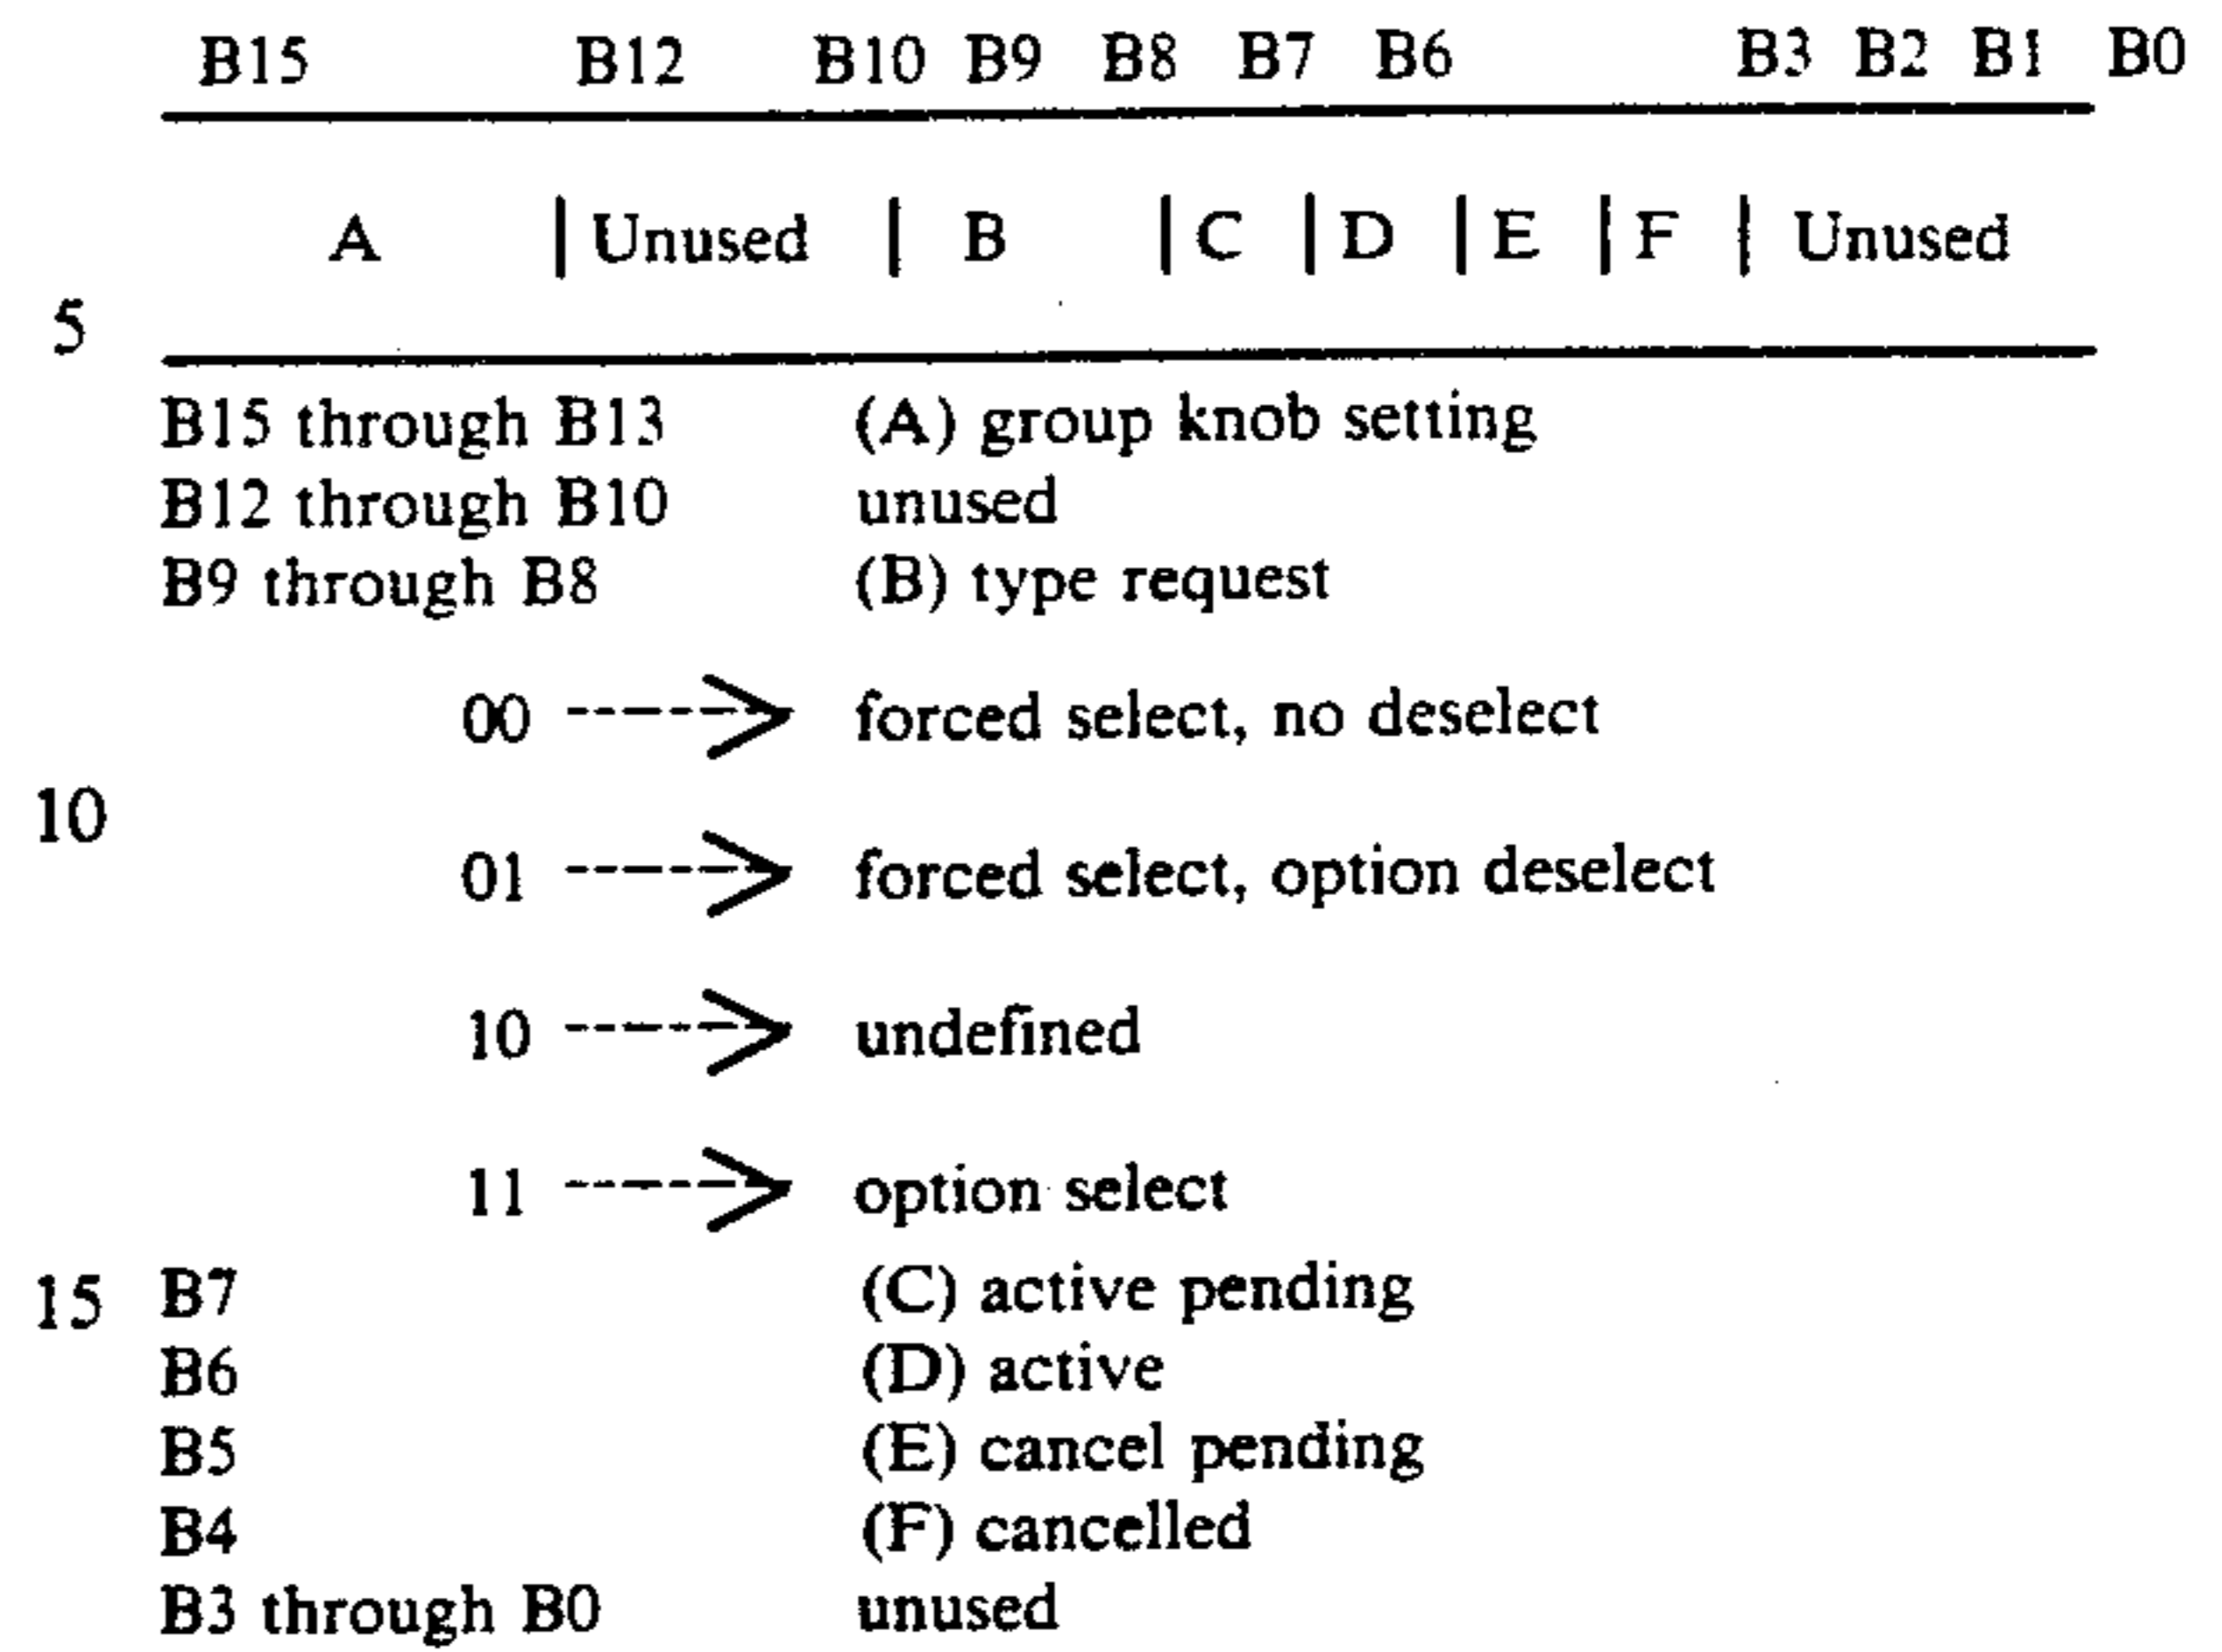 B15 B12 B10 B9 B8 B7 B6 B3 B2 B1 B0
A | Unused | B | C | D | E | F | Unused
5
B15 through B13 (A) group knob setting
B12 through B10 unused
B9 through B8 (B) type request
00 ----> forced select, no deselect
10
01 ----> forced select, option deselect
10 ----> undefined
11 ----> option select
15 B7 (C) active pending
B6 (D) active
B5 (E) cancel pending
B4 (F) cancelled
B3 through B0 unused